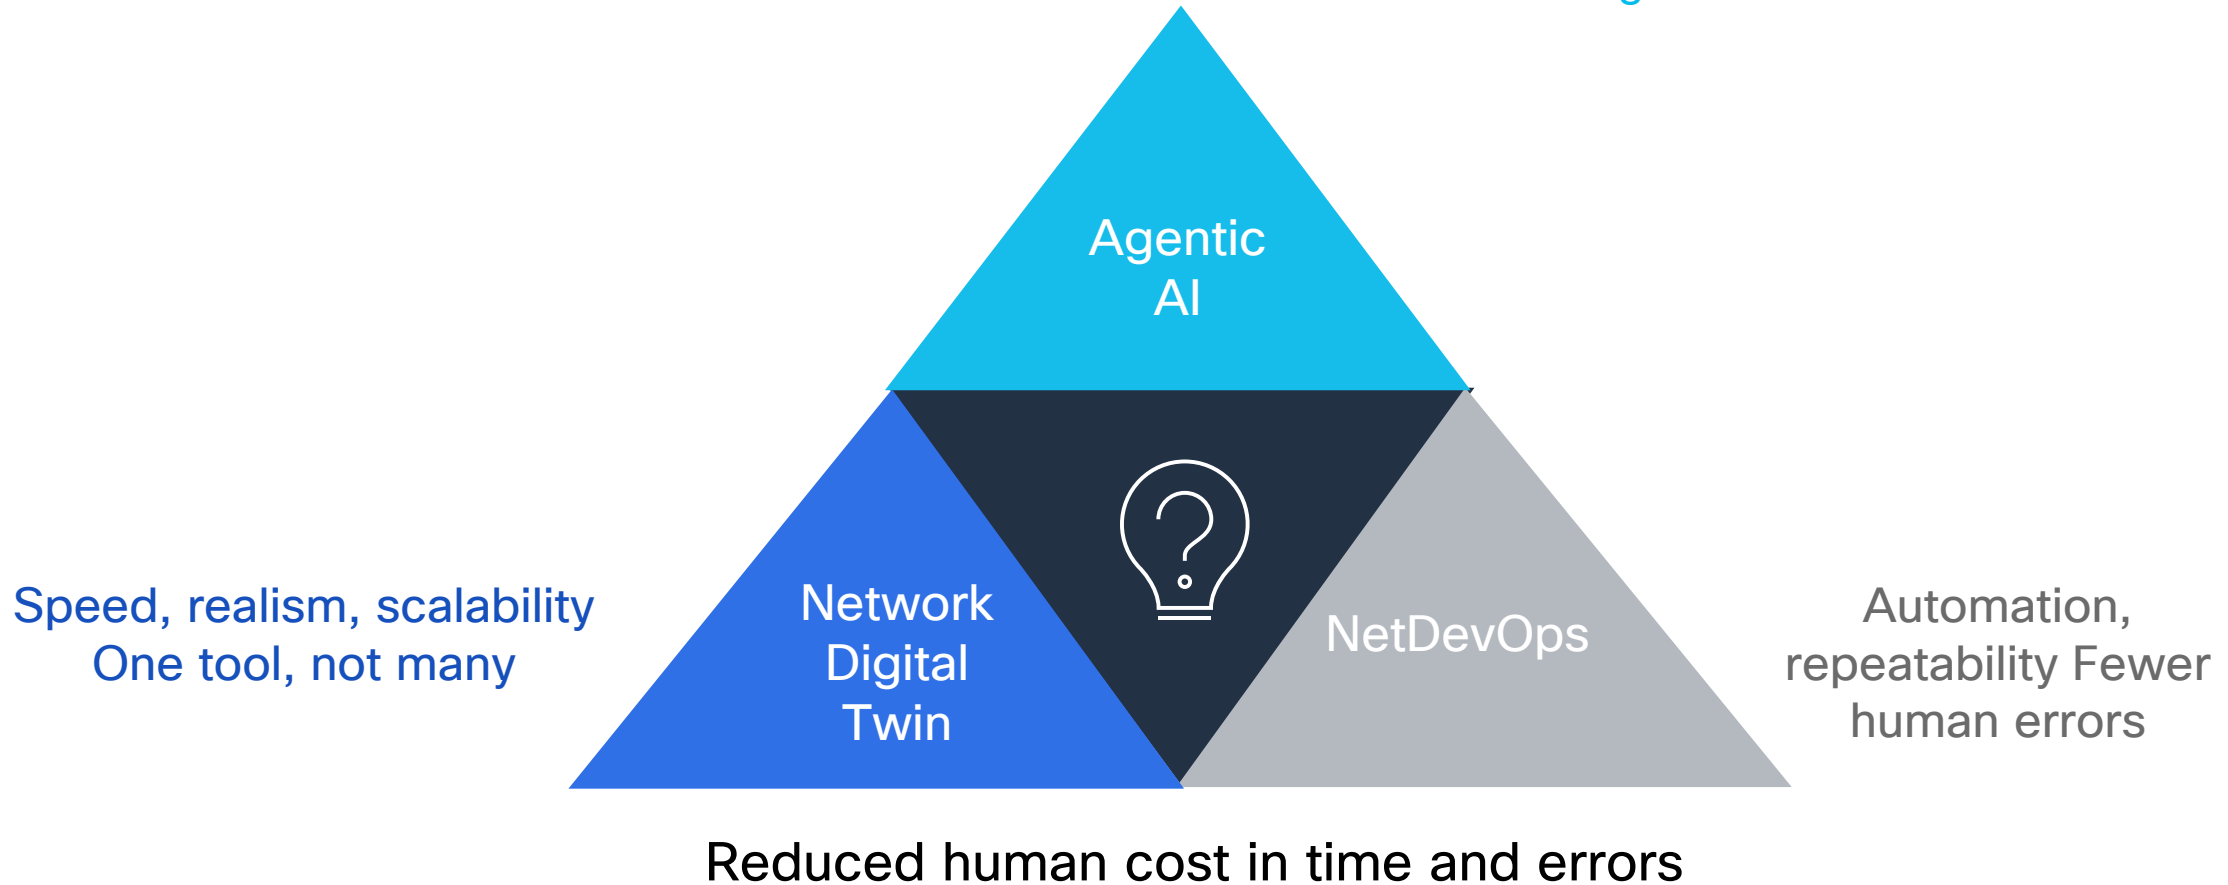 Agentic
AI
Speed, realism, scalability
One tool, not many
Network
Digital
Twin
?
NetDevOps
Automation,
repeatability Fewer
human errors
Reduced human cost in time and errors